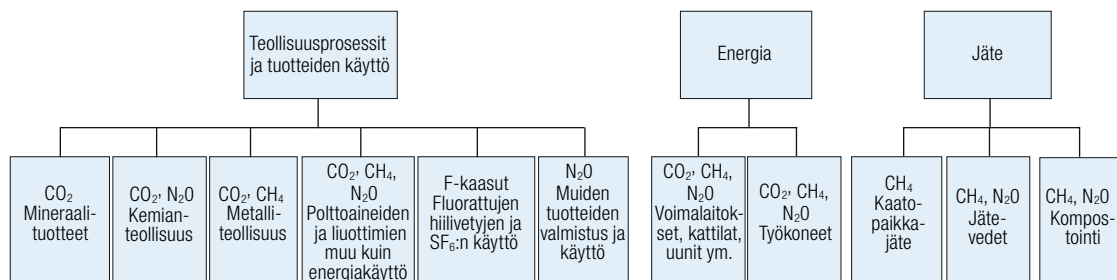 Teollisuusprosessit
ja tuotteiden käyttö
Energia
Jäte
CO₂
Mineraali-
tuotteet
CO₂, N₂O
Kemian-
teollisuus
CO₂, CH₄
Metalli-
teollisuus
CO₂, CH₄,
N₂O
Polttoaineiden
ja liuottimien
muu kuin
energiakäyttö
F-kaasut
Fluorattujen
hiilivetyjen ja
SF₆:n käyttö
N₂O
Muiden
tuotteiden
valmistus ja
käyttö
CO₂, CH₄,
N₂O
Voimalaitok-
set, kattilat,
uunit ym.
CO₂, CH₄,
N₂O
Työkoneet
CH₄
Kaato-
paikka-
jäte
CH₄, N₂O
Jäte-
vedet
CH₄, N₂O
Kompos-
tointi